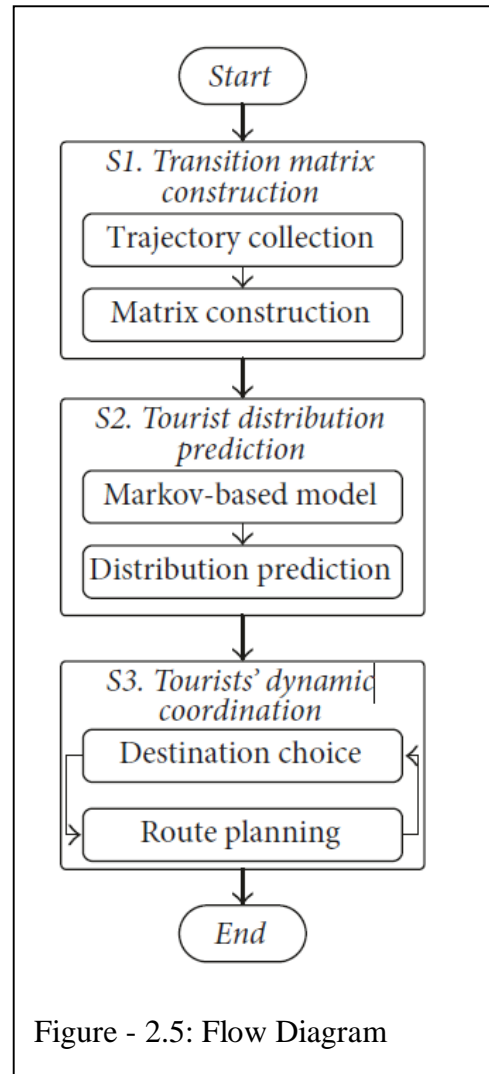 Start
S1. Transition matrix
construction
Trajectory collection
Matrix construction
S2. Tourist distribution
prediction
Markov-based model
Distribution prediction
S3. Tourists’ dynamic
coordination
Destination choice
Route planning
End
Figure - 2.5: Flow Diagram